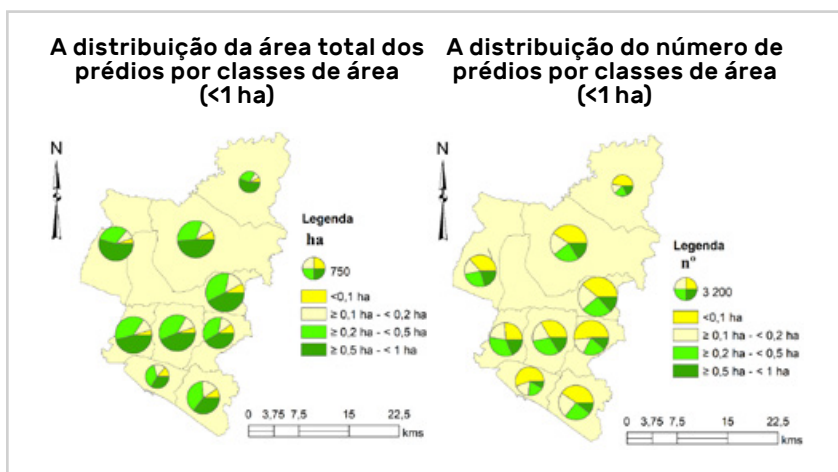 A distribuição da área total dos
prédios por classes de área
(<1 ha)
N
Legenda
ha
750
<0,1 ha
≥ 0,1 ha - < 0,2 ha
≥ 0,2 ha - < 0,5 ha
≥ 0,5 ha - < 1 ha
0 3,75 7,5 15 22,5
kms
A distribuição do número de
prédios por classes de área
(<1 ha)
N
Legenda
nº
3 200
<0,1 ha
≥ 0,1 ha - < 0,2 ha
≥ 0,2 ha - < 0,5 ha
≥ 0,5 ha - < 1 ha
0 3,75 7,5 15 22,5
kms